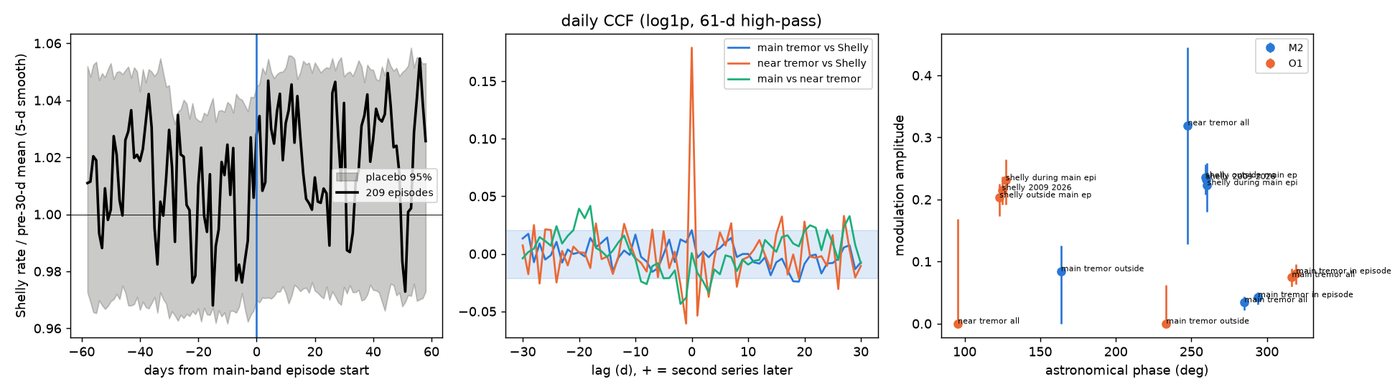 daily CCF (log1p, 61-d high-pass)
Shelly rate / pre-30-d mean (5-d smooth)
1.06
1.04
1.02
1.00
0.98
0.96
placebo 95%
209 episodes
−60
−40
−20
0
20
40
60
days from main-band episode start
0.15
0.10
0.05
0.00
−0.05
main tremor vs Shelly
near tremor vs Shelly
main vs near tremor
−30
−20
−10
0
10
20
30
lag (d), + = second series later
modulation amplitude
0.4
0.3
0.2
0.1
0.0
M2
O1
near tremor all
shelly outside main ep
shelly during main epi
shelly during main epi
shelly 2009 2026
shelly outside main ep
main tremor outside
main tremor in episode
main tremor all
main tremor in episode
main tremor all
near tremor all
main tremor outside
100
150
200
250
300
astronomical phase (deg)